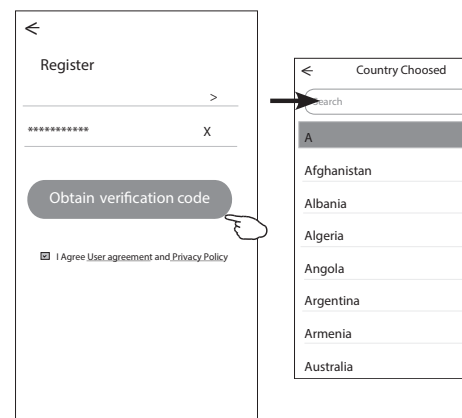 Register
>
*********** X
Obtain verification code
I Agree User agreement and Privacy Policy
Country Choosed
Search
A
Afghanistan
Albania
Algeria
Angola
Argentina
Armenia
Australia